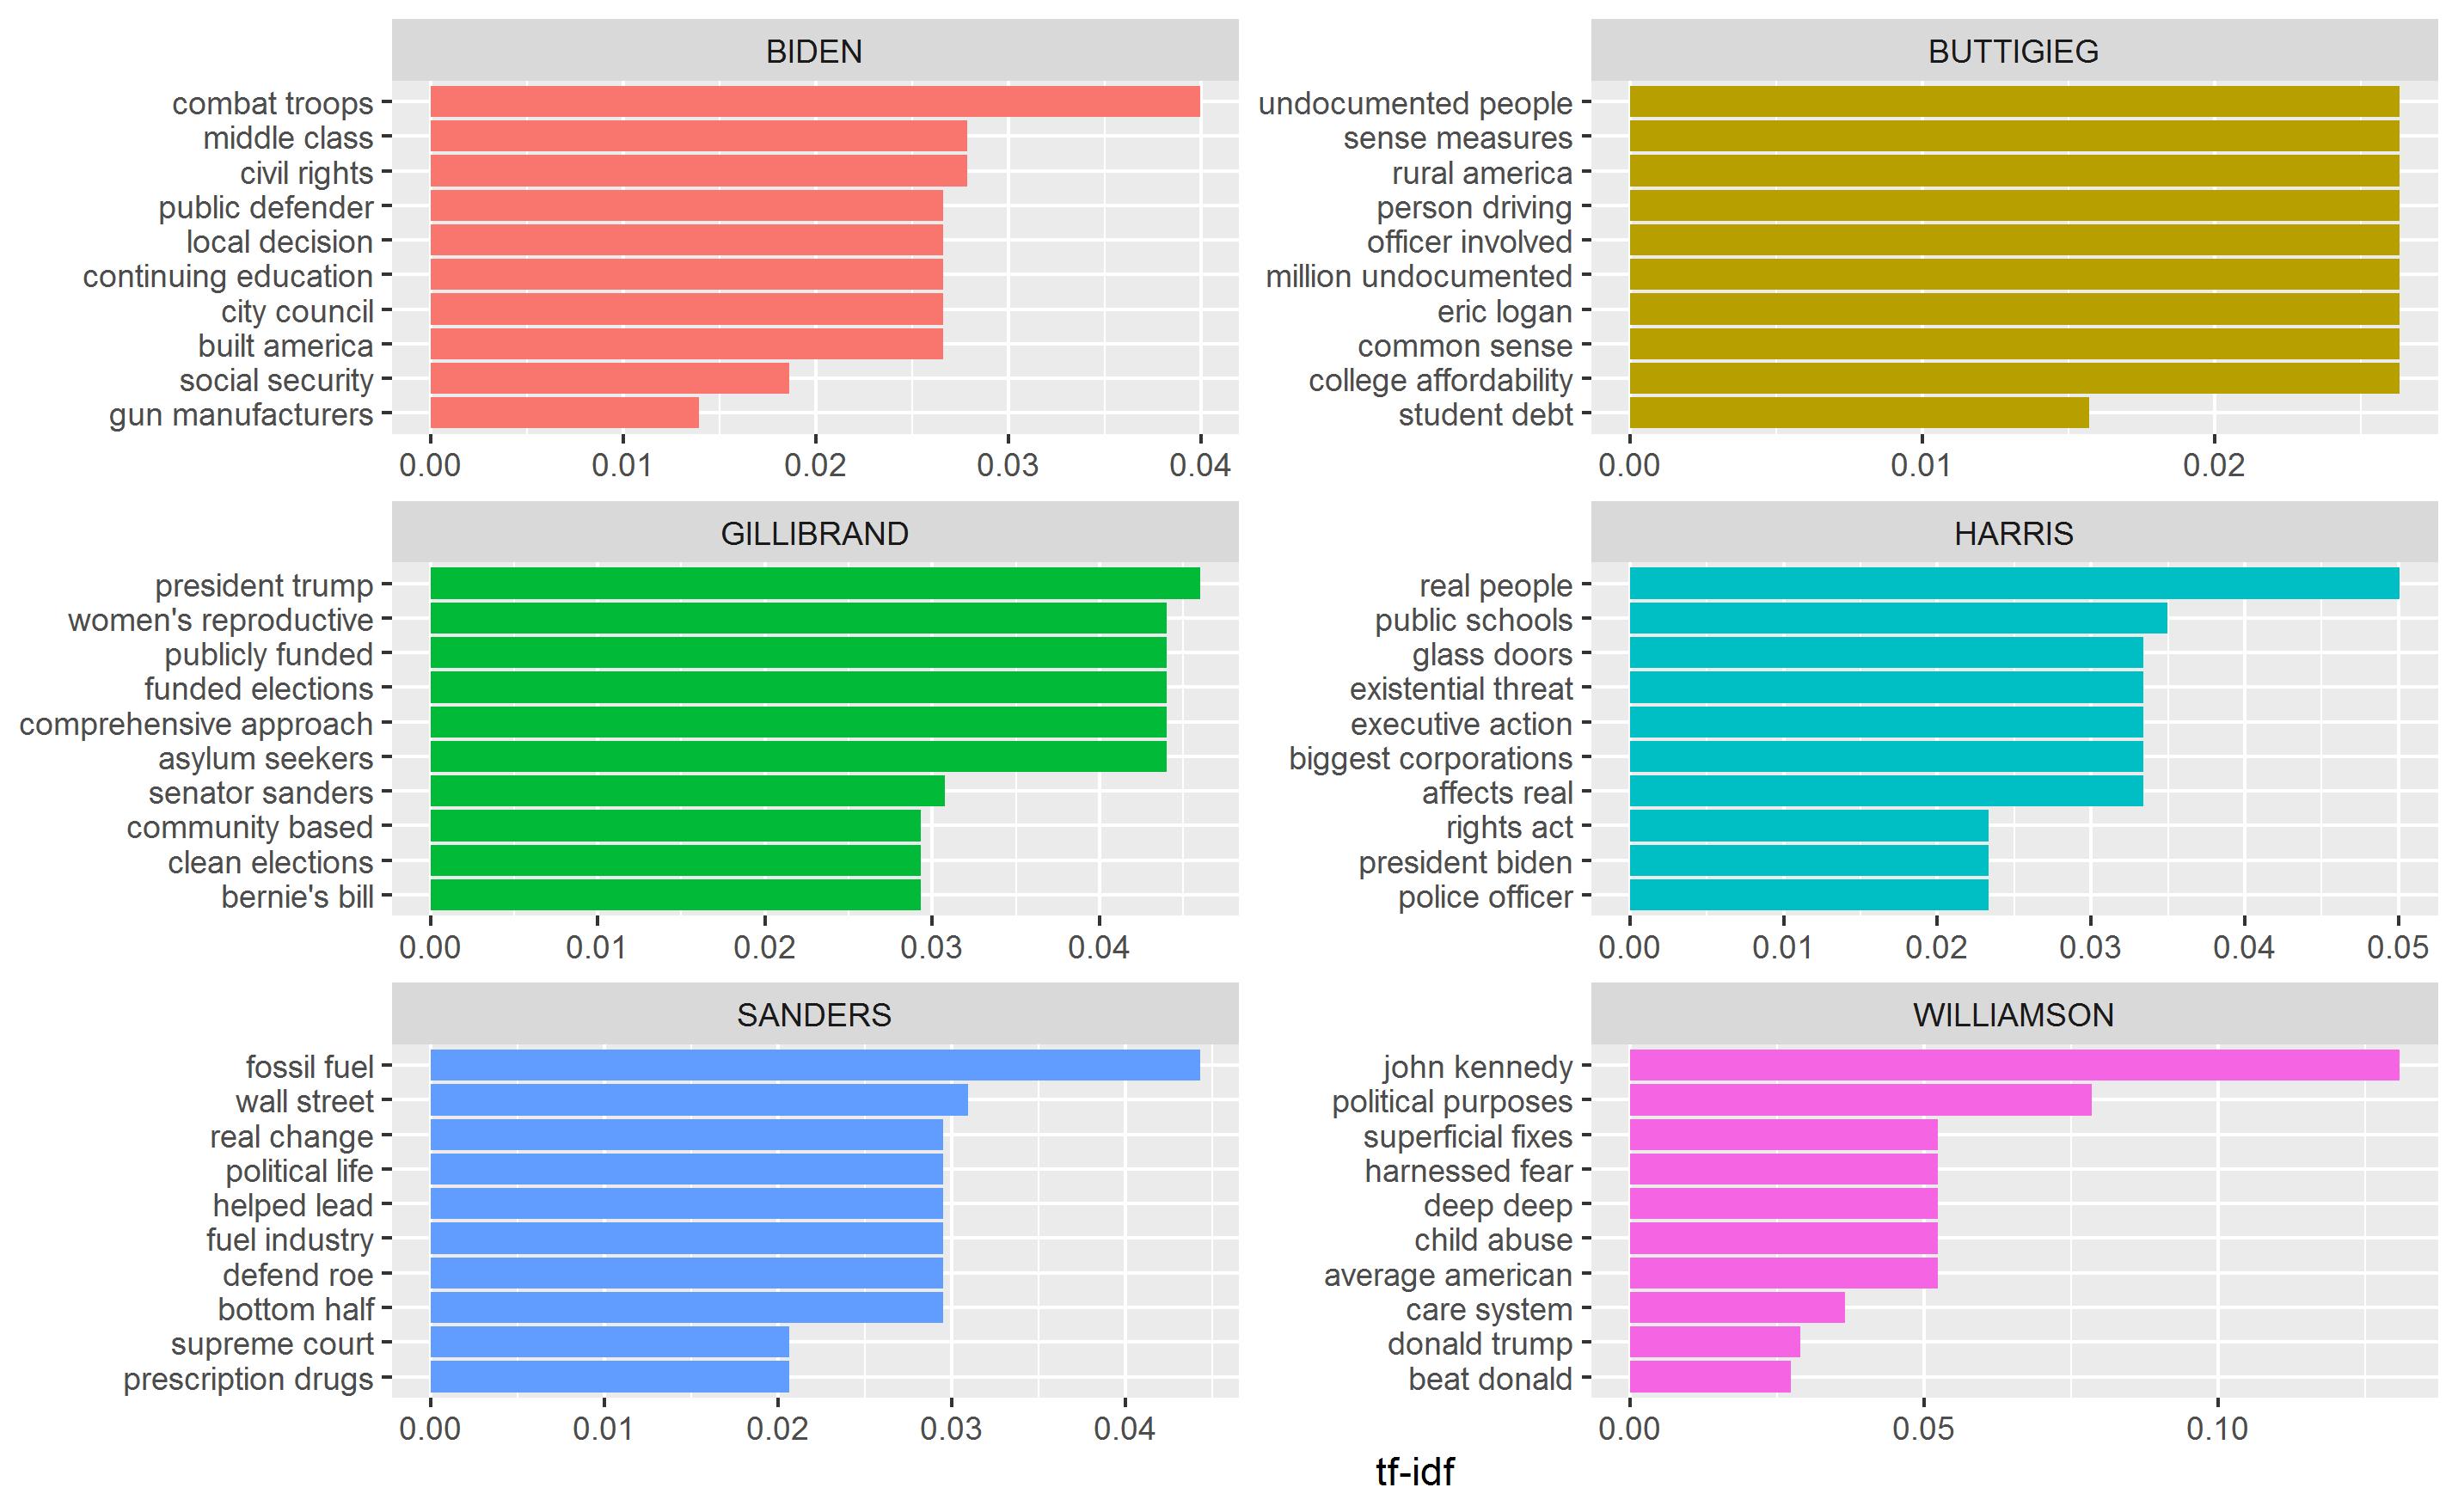 BIDEN
combat troops
middle class
civil rights
public defender
local decision
continuing education
city council
built america
social security
gun manufacturers
0.00 0.01 0.02 0.03 0.04
BUTTIGIEG
undocumented people
sense measures
rural america
person driving
officer involved
million undocumented
eric logan
common sense
college affordability
student debt
0.00 0.01 0.02
GILLIBRAND
president trump
women's reproductive
publicly funded
funded elections
comprehensive approach
asylum seekers
senator sanders
community based
clean elections
bernie's bill
0.00 0.01 0.02 0.03 0.04
HARRIS
real people
public schools
glass doors
existential threat
executive action
biggest corporations
affects real
rights act
president biden
police officer
0.00 0.01 0.02 0.03 0.04 0.05
SANDERS
fossil fuel
wall street
real change
political life
helped lead
fuel industry
defend roe
bottom half
supreme court
prescription drugs
0.00 0.01 0.02 0.03 0.04
WILLIAMSON
john kennedy
political purposes
superficial fixes
harnessed fear
deep deep
child abuse
average american
care system
donald trump
beat donald
0.00 0.05 0.10
tf-idf